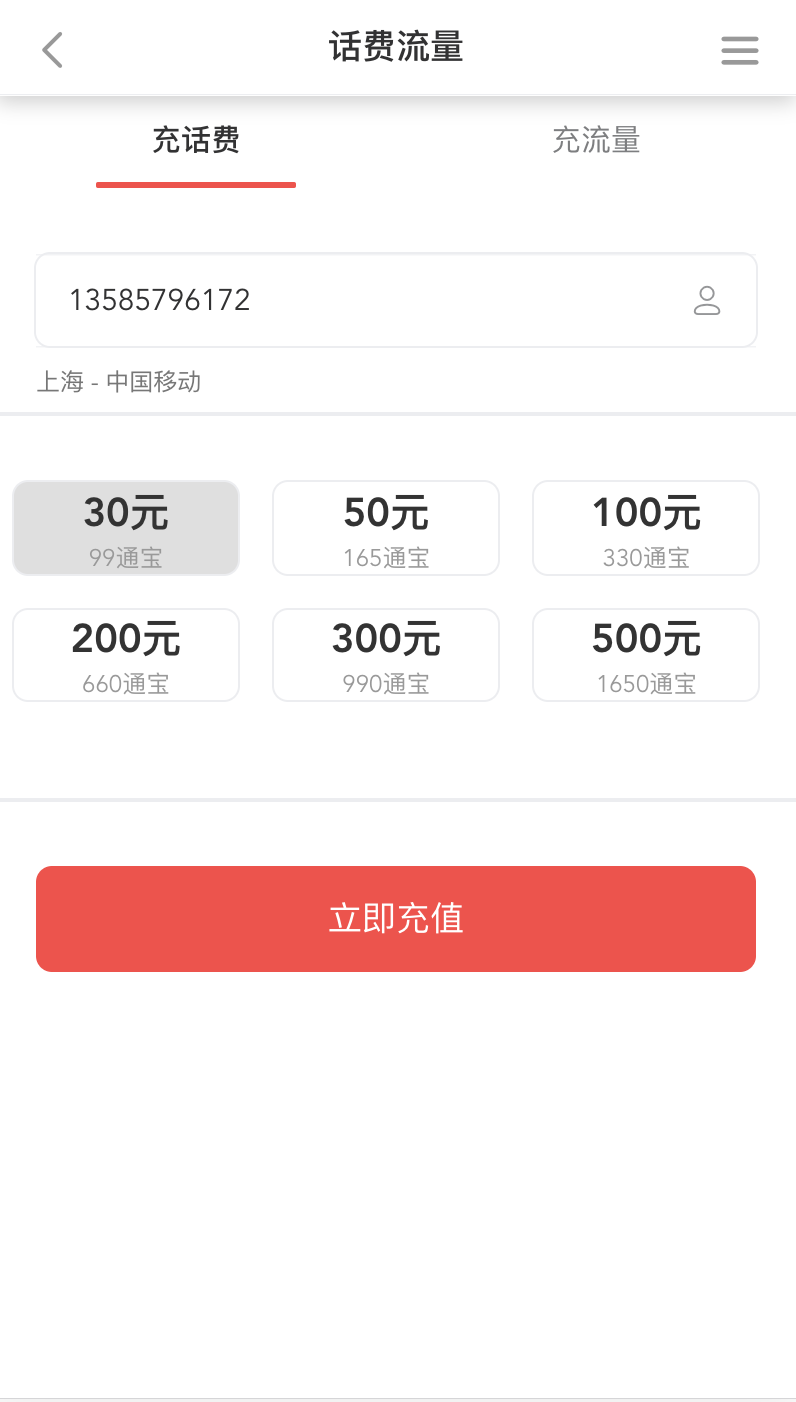 话费流量
充话费 充流量
13585796172
上海 - 中国移动
30元 50元 100元
99通宝 165通宝 330通宝
200元 300元 500元
660通宝 990通宝 1650通宝
立即充值